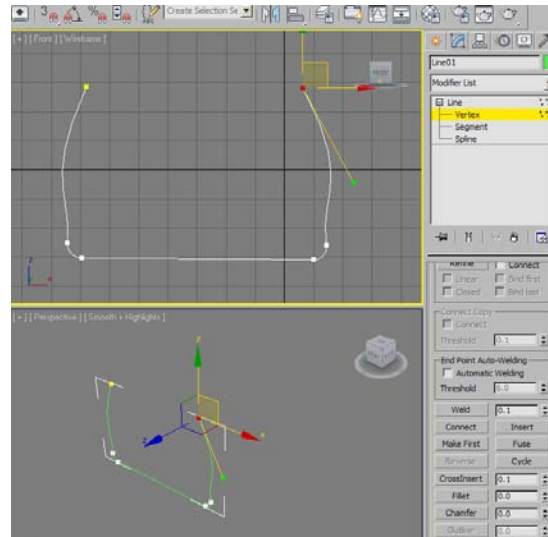 Create Selection Se
[ + ] [ Front ] [ Wireframe ]
FRONT
Line01
Modifier List
Line
Vertex
Segment
Spline
Refine
Connect
Linear
Bind first
Closed
Bind last
Connect Copy
Connect
Threshold
0.1
End Point Auto-Welding
Automatic Welding
Threshold
6.0
Weld
0.1
Connect
Insert
Make First
Fuse
Reverse
Cycle
CrossInsert
0.1
Fillet
0.0
Chamfer
0.0
Outline
0.0
[ + ] [ Perspective ] [ Smooth + Highlights ]
z
x
y
x
z